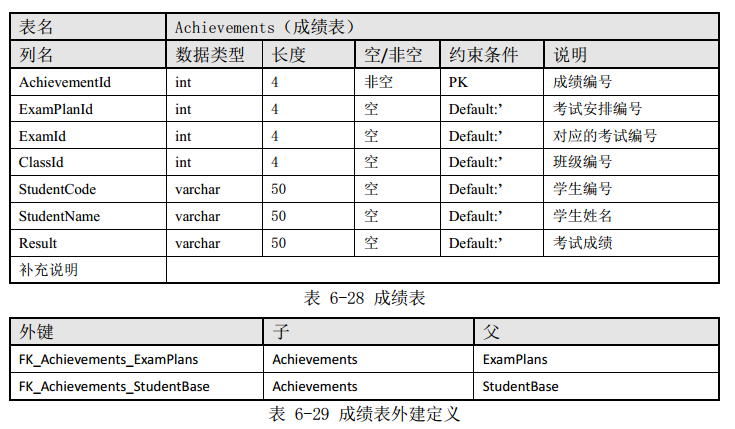 表名 Achievements（成绩表）
列名 数据类型 长度 空/非空 约束条件 说明
AchievementId int 4 非空 PK 成绩编号
ExamPlanId int 4 空 Default:’ 考试安排编号
ExamId int 4 空 Default:’ 对应的考试编号
ClassId int 4 空 Default:’ 班级编号
StudentCode varchar 50 空 Default:’ 学生编号
StudentName varchar 50 空 Default:’ 学生姓名
Result varchar 50 空 Default:’ 考试成绩
补充说明
表 6-28 成绩表
外键 子 父
FK_Achievements_ExamPlans Achievements ExamPlans
FK_Achievements_StudentBase Achievements StudentBase
表 6-29 成绩表外建定义